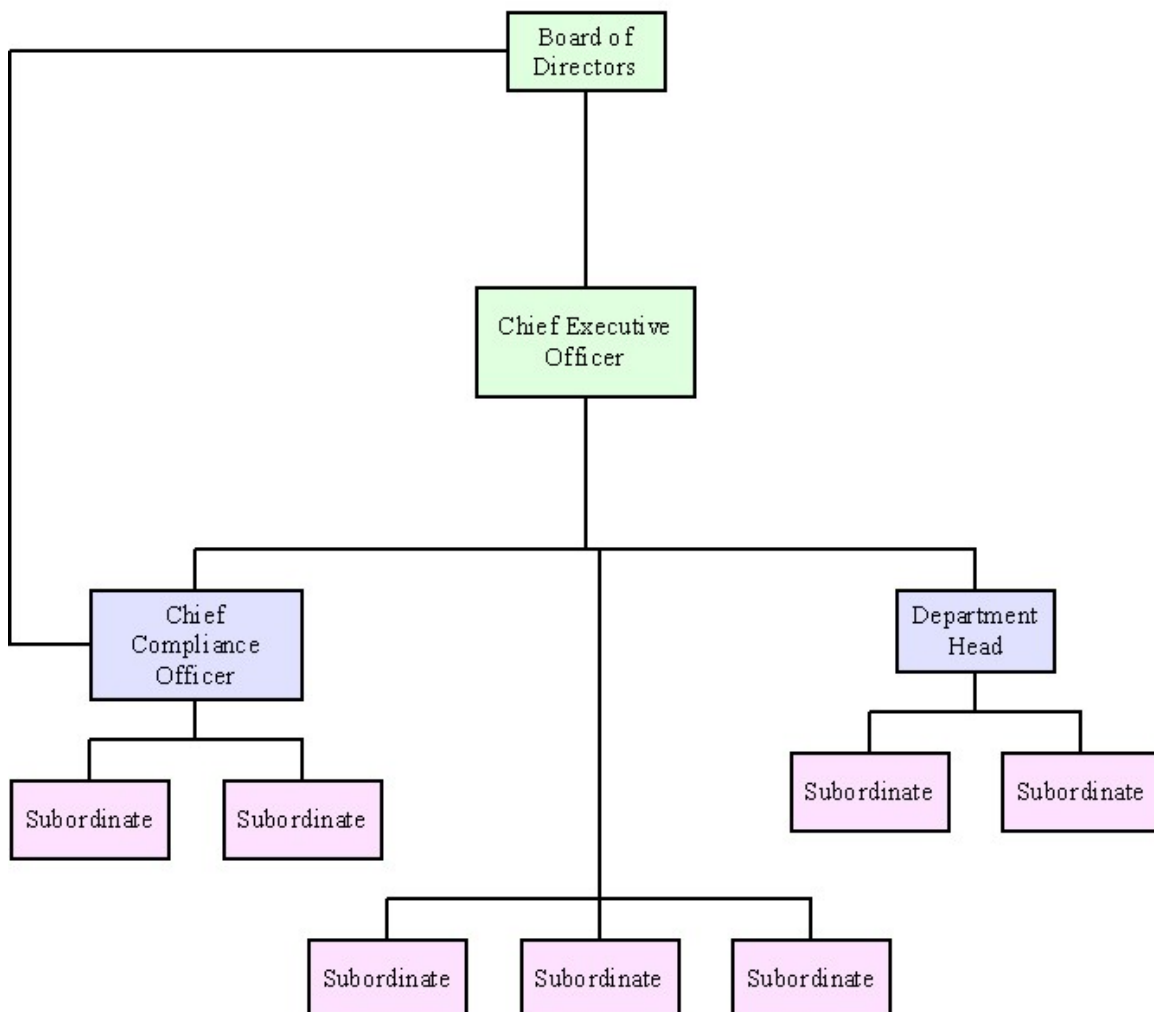 Board of
Directors
Chief Executive
Officer
Chief
Compliance
Officer
Department
Head
Subordinate
Subordinate
Subordinate
Subordinate
Subordinate
Subordinate
Subordinate